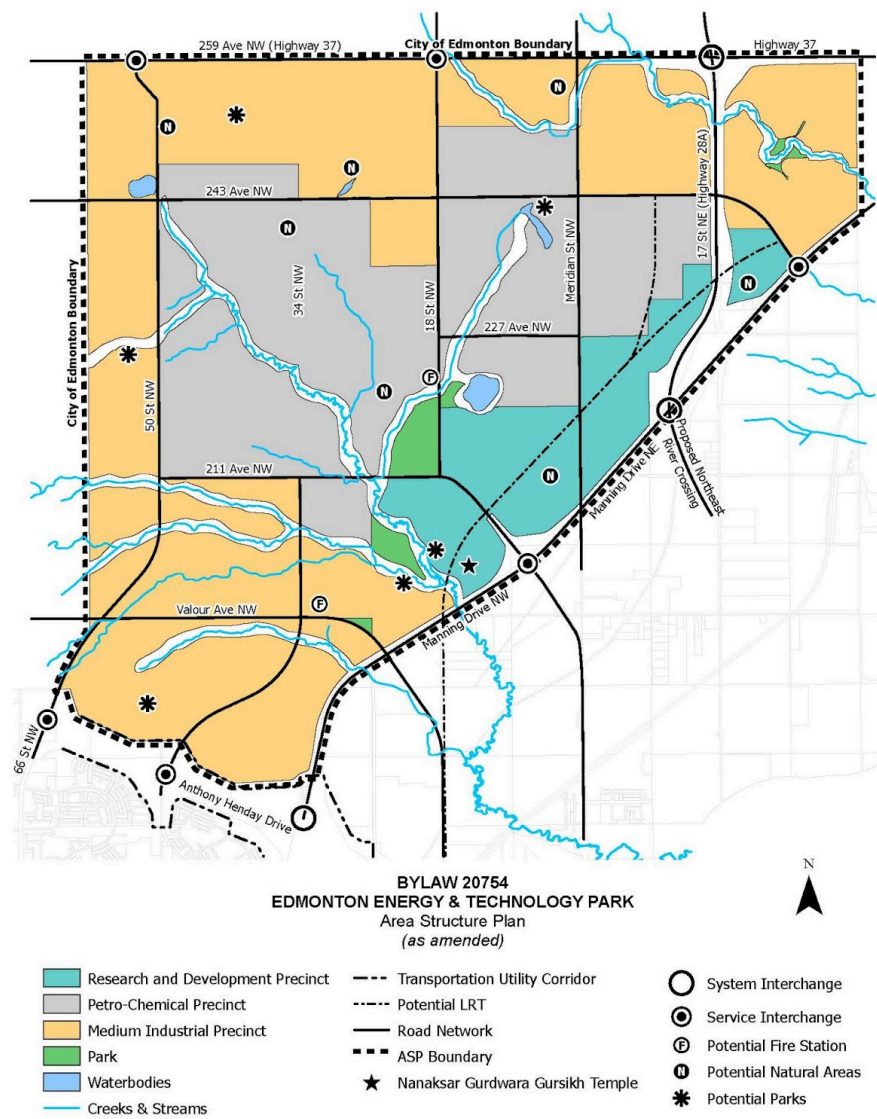 259 Ave NW (Highway 37)
City of Edmonton Boundary
Highway 37
N
N
N
243 Ave NW
17 St NE (Highway 28A)
N
34 St NW
18 St NW
Meridian St NW
N
City of Edmonton Boundary
227 Ave NW
50 St NW
F
N
Proposed Northeast
River Crossing
Manning Drive NE
211 Ave NW
N
F
Valour Ave NW
Manning Drive NW
66 St NW
Anthony Henday Drive
N
BYLAW 20754
EDMONTON ENERGY & TECHNOLOGY PARK
Area Structure Plan
(as amended)
Research and Development Precinct
Petro-Chemical Precinct
Medium Industrial Precinct
Park
Waterbodies
Creeks & Streams
Transportation Utility Corridor
Potential LRT
Road Network
ASP Boundary
Nanaksar Gurdwara Gursikh Temple
System Interchange
Service Interchange
F Potential Fire Station
N Potential Natural Areas
Potential Parks